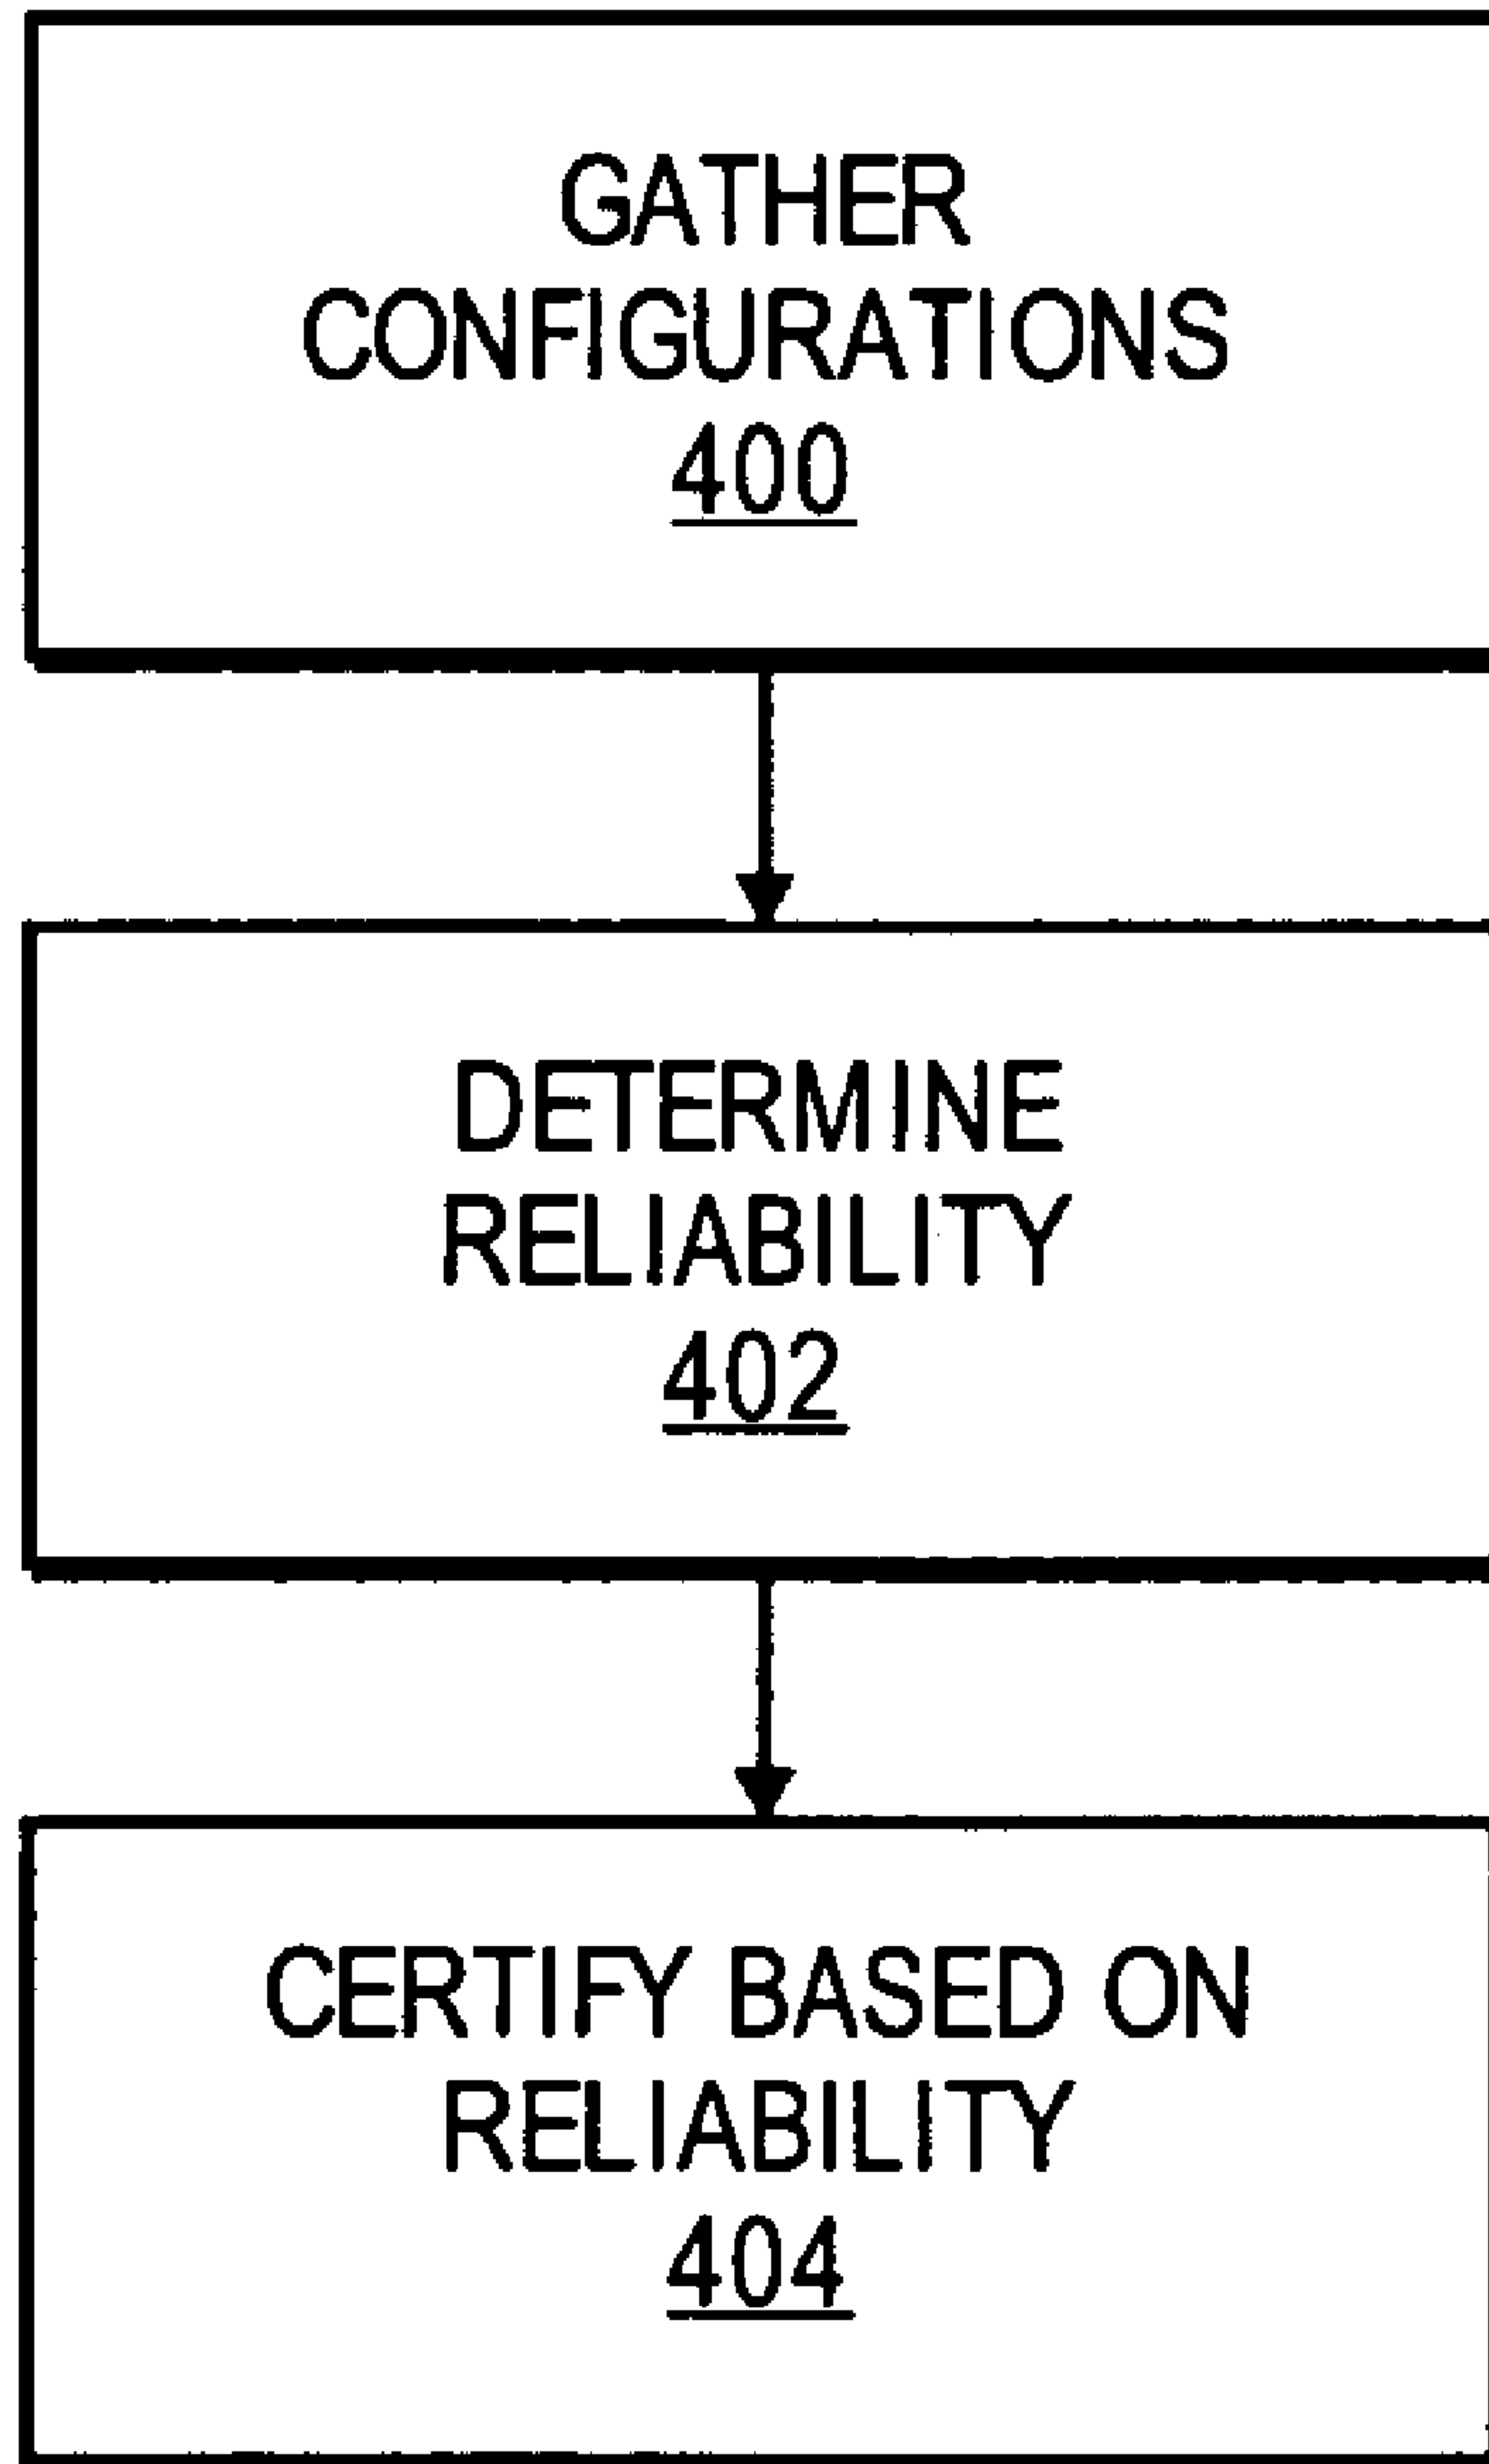 GATHER
CONFIGURATIONS
400
DETERMINE
RELIABILITY
402
CERTIFY BASED ON
RELIABILITY
404